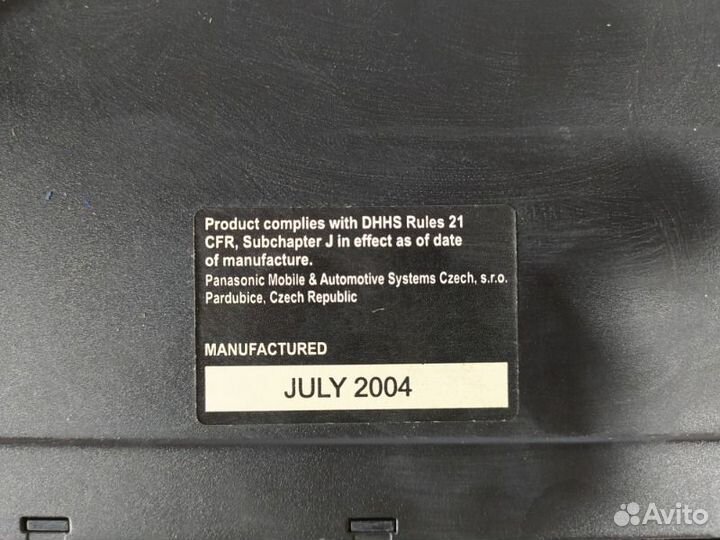 Product complies with DHHS Rules 21
CFR, Subchapter J in effect as of date
of manufacture.
Panasonic Mobile & Automotive Systems Czech, s.r.o.
Pardubice, Czech Republic
MANUFACTURED
JULY 2004
Avito